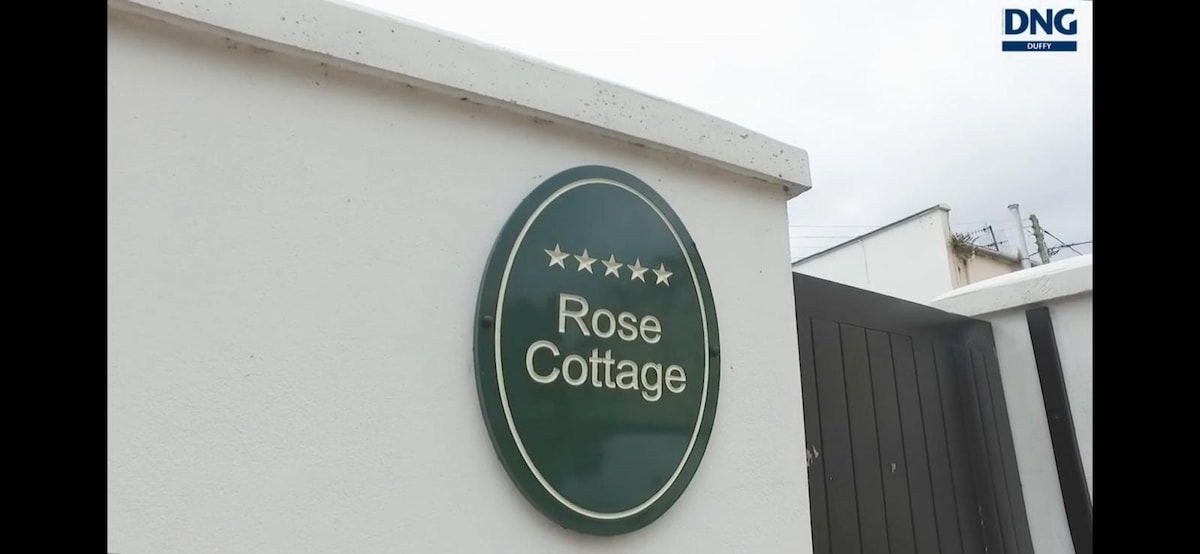 DNG
DUFFY
Rose
Cottage